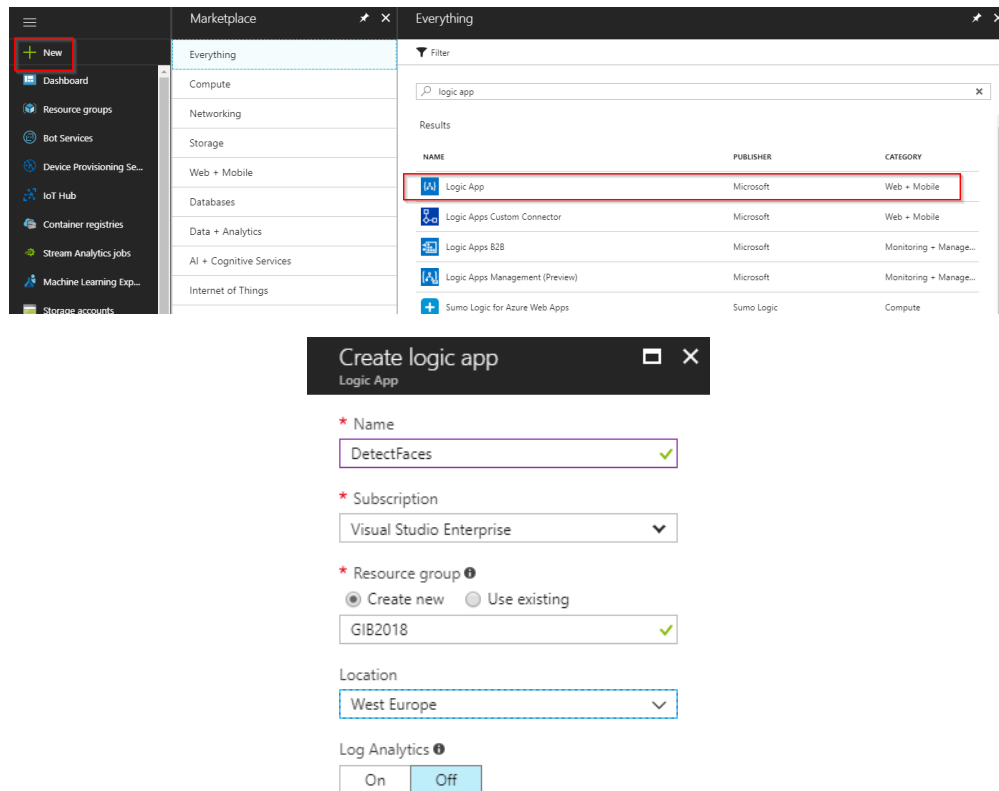 Marketplace
Everything
New
Dashboard
Resource groups
Bot Services
Device Provisioning Se...
IoT Hub
Container registries
Stream Analytics jobs
Machine Learning Exp...
Storage accounts
Everything
Compute
Networking
Storage
Web + Mobile
Databases
Data + Analytics
AI + Cognitive Services
Internet of Things
Filter
logic app
Results
NAME PUBLISHER CATEGORY
Logic App Microsoft Web + Mobile
Logic Apps Custom Connector Microsoft Web + Mobile
Logic Apps B2B Microsoft Monitoring + Manage...
Logic Apps Management (Preview) Microsoft Monitoring + Manage...
Sumo Logic for Azure Web Apps Sumo Logic Compute
Create logic app
Logic App
* Name
DetectFaces
* Subscription
Visual Studio Enterprise
* Resource group
Create new Use existing
GIB2018
Location
West Europe
Log Analytics
On Off